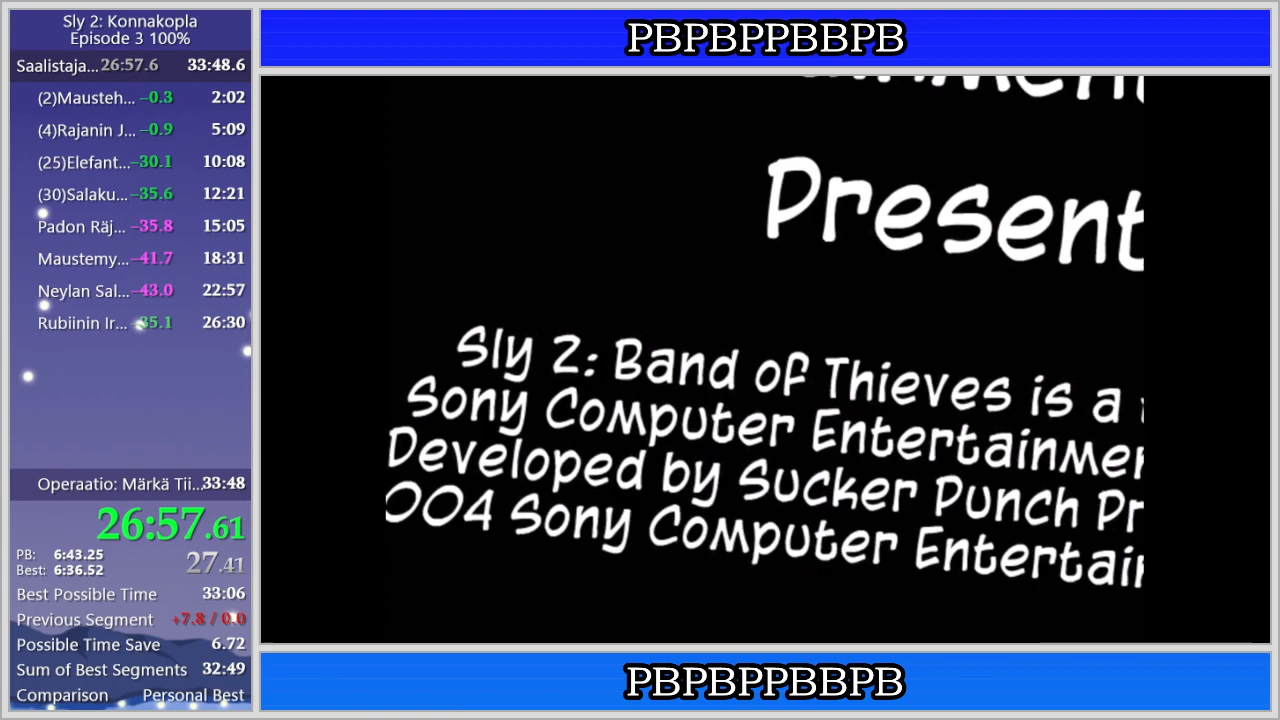 Sly 2: Konnakopla
Episode 3 100%
Saalistaja... 26:57.6 33:48.6
(2)Mausteh... −0.3 2:02
(4)Rajanin J... −0.9 5:09
(25)Elefant... −30.1 10:08
(30)Salaku... −35.6 12:21
Padon Räj... −35.8 15:05
Maustemy... −41.7 18:31
Neylan Sal... −43.0 22:57
Rubiinin Ir... −35.1 26:30
Operaatio: Märkä Tii... 33:48
26:57.61
PB: 6:43.25
Best: 6:36.52
27.41
Best Possible Time 33:06
Previous Segment +7.8 / 0.0
Possible Time Save 6.72
Sum of Best Segments 32:49
Comparison Personal Best
PBPBPPBBPB
Present
Sly 2: Band of Thieves is a
Sony Computer Entertainmen
Developed by Sucker Punch Pr
004 Sony Computer Entertain
PBPBPPBBPB